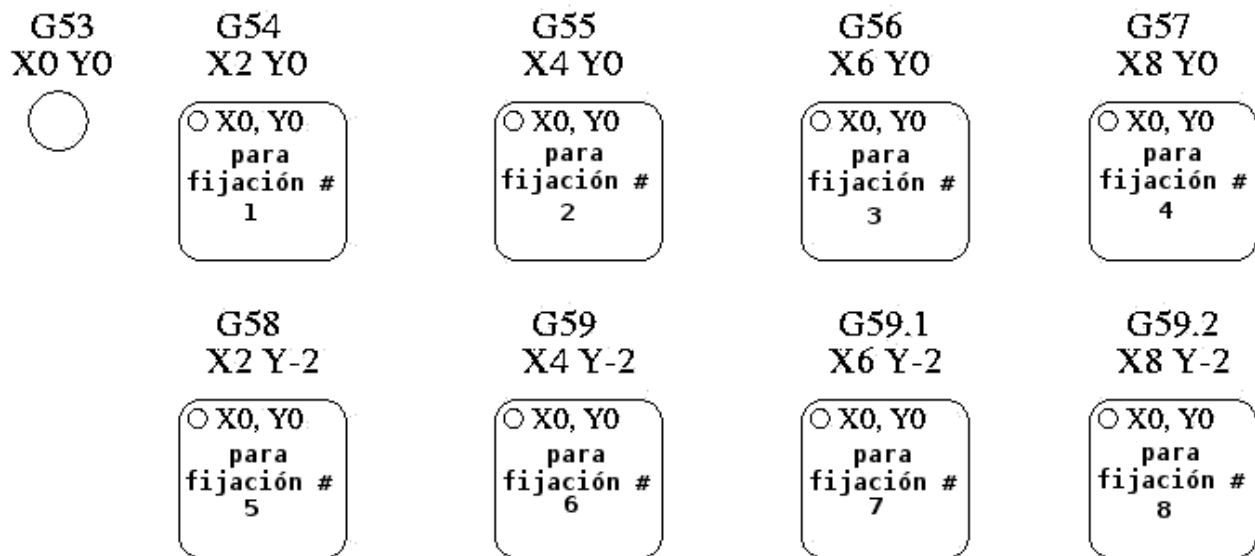 G53
X0 Y0
G54
X2 Y0
X0, Y0
para
fijación #
1
G55
X4 Y0
X0, Y0
para
fijación #
2
G56
X6 Y0
X0, Y0
para
fijación #
3
G57
X8 Y0
X0, Y0
para
fijación #
4
G58
X2 Y-2
X0, Y0
para
fijación #
5
G59
X4 Y-2
X0, Y0
para
fijación #
6
G59.1
X6 Y-2
X0, Y0
para
fijación #
7
G59.2
X8 Y-2
X0, Y0
para
fijación #
8